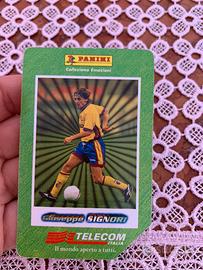 PANINI
Collezione Emozioni
Giuseppe SIGNORI
TELECOM
ITALIA
Il mondo aperto a tutti.